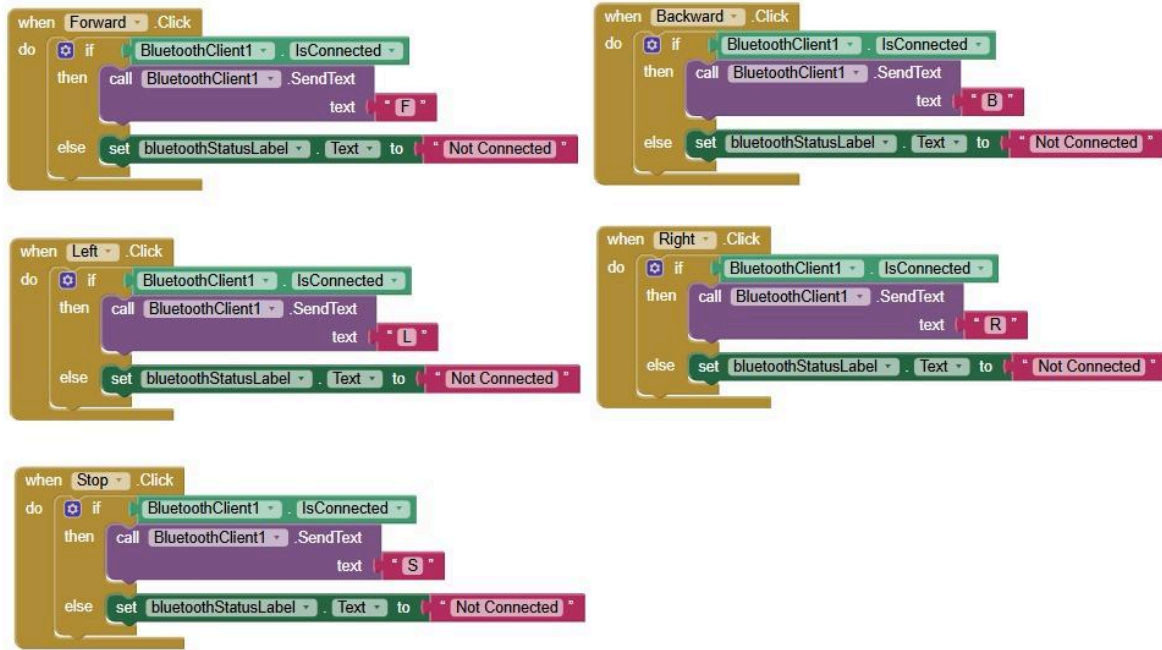 when Forward .Click
do if BluetoothClient1 . IsConnected
then call BluetoothClient1 .SendText
text " F "
else set bluetoothStatusLabel . Text to " Not Connected "
when Backward .Click
do if BluetoothClient1 . IsConnected
then call BluetoothClient1 .SendText
text " B "
else set bluetoothStatusLabel . Text to " Not Connected "
when Left .Click
do if BluetoothClient1 . IsConnected
then call BluetoothClient1 .SendText
text " L "
else set bluetoothStatusLabel . Text to " Not Connected "
when Right .Click
do if BluetoothClient1 . IsConnected
then call BluetoothClient1 .SendText
text " R "
else set bluetoothStatusLabel . Text to " Not Connected "
when Stop .Click
do if BluetoothClient1 . IsConnected
then call BluetoothClient1 .SendText
text " S "
else set bluetoothStatusLabel . Text to " Not Connected "